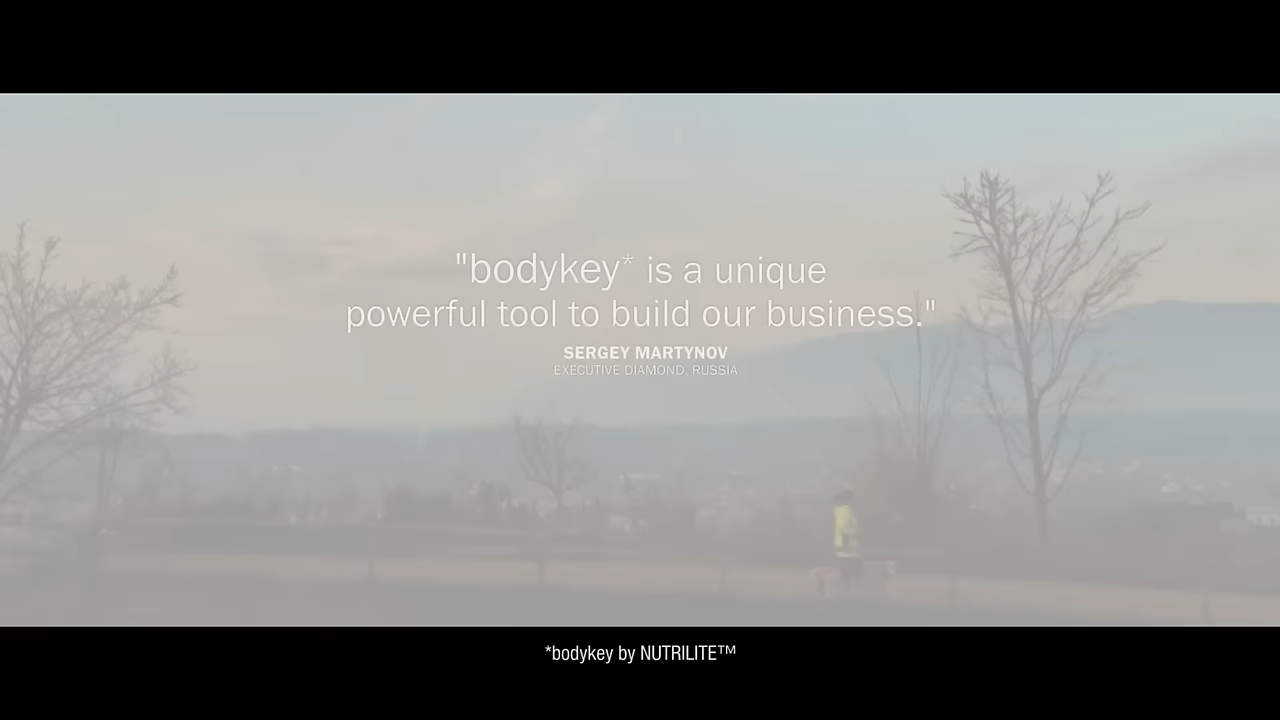 "bodykey* is a unique
powerful tool to build our business."
SERGEY MARTYNOV
EXECUTIVE DIAMOND, RUSSIA
*bodykey by NUTRILITE™